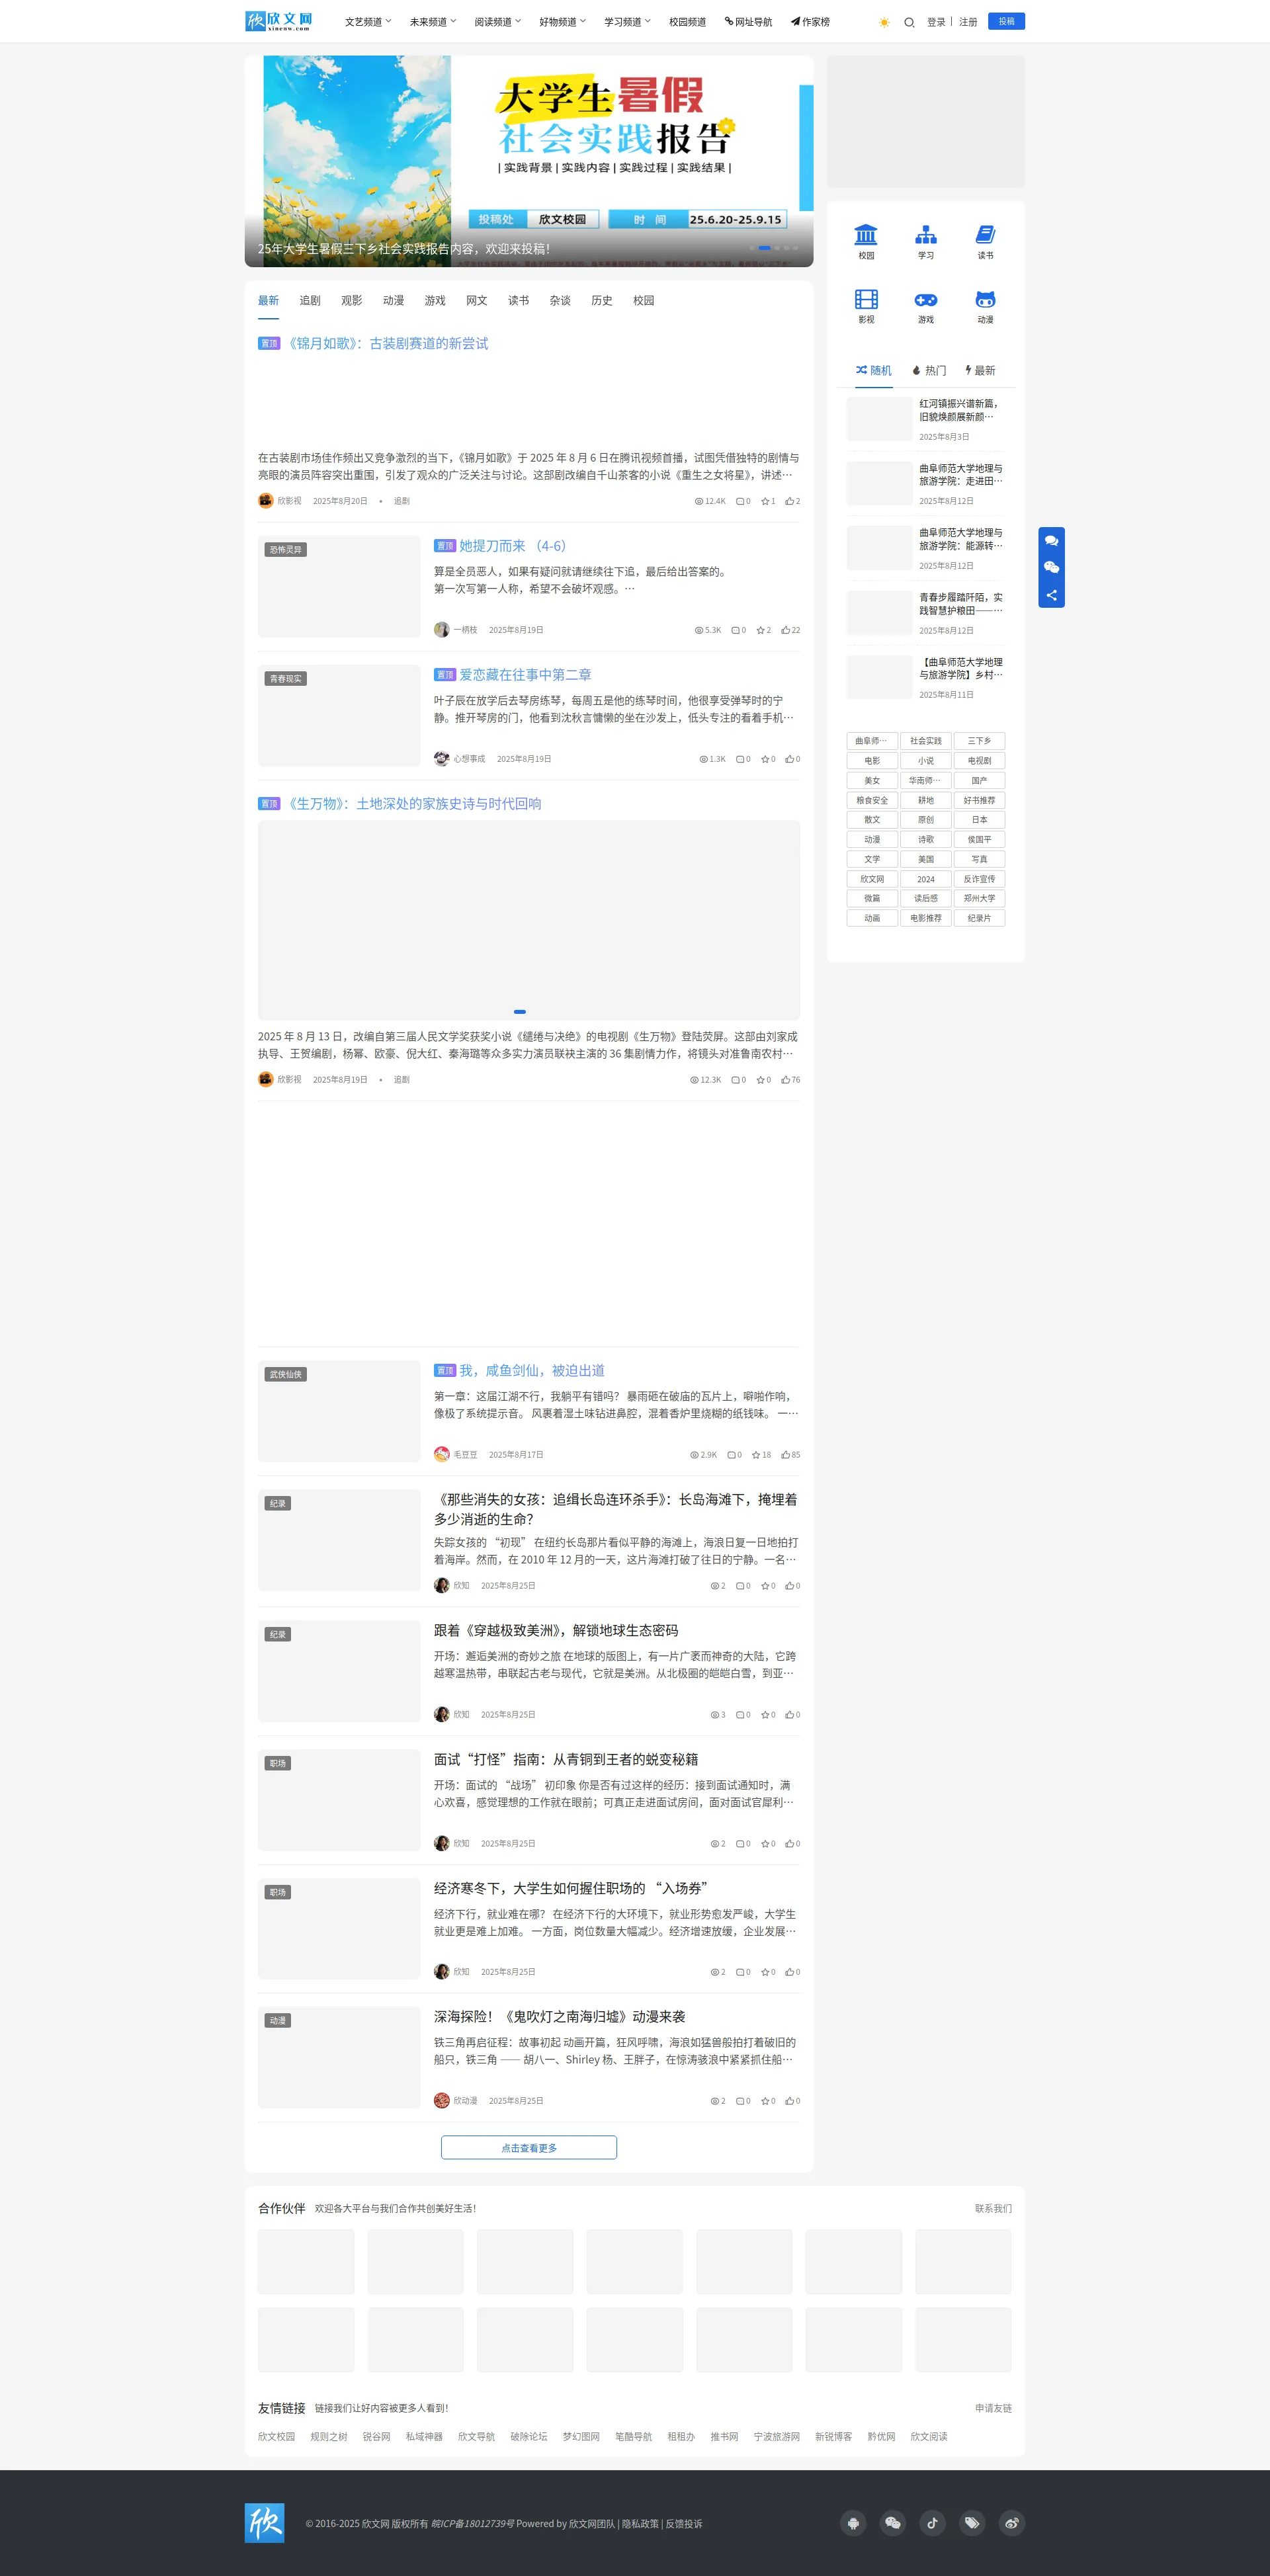 欣 欣文网
xinenw.com
文艺频道 未来频道 阅读频道 好物频道 学习频道 校园频道 网址导航 作家榜 登录 | 注册 投稿
大学生暑假
社会实践报告
| 实践背景 | 实践内容 | 实践过程 | 实践结果 |
投稿处 欣文校园 时 间 25.6.20-25.9.15
25年大学生暑假三下乡社会实践报告内容，欢迎来投稿！
最新 追剧 观影 动漫 游戏 网文 读书 杂谈 历史 校园
置顶 《锦月如歌》：古装剧赛道的新尝试
在古装剧市场佳作频出又竞争激烈的当下，《锦月如歌》于 2025 年 8 月 6 日在腾讯视频首播，试图凭借独特的剧情与
亮眼的演员阵容突出重围，引发了观众的广泛关注与讨论。这部剧改编自千山茶客的小说《重生之女将星》，讲述…
欣影视 2025年8月20日 • 追剧 12.4K 0 1 2
恐怖灵异
置顶 她提刀而来 （4-6）
算是全员恶人，如果有疑问就请继续往下追，最后给出答案的。
第一次写第一人称，希望不会破坏观感。…
一柄枝 2025年8月19日 5.3K 0 2 22
青春现实
置顶 爱恋藏在往事中第二章
叶子辰在放学后去琴房练琴，每周五是他的练琴时间，他很享受弹琴时的宁
静。推开琴房的门，他看到沈秋言慵懒的坐在沙发上，低头专注的看着手机…
心想事成 2025年8月19日 1.3K 0 0 0
置顶 《生万物》：土地深处的家族史诗与时代回响
2025 年 8 月 13 日，改编自第三届人民文学奖获奖小说《缱绻与决绝》的电视剧《生万物》登陆荧屏。这部由刘家成
执导、王贺编剧，杨幂、欧豪、倪大红、秦海璐等众多实力演员联袂主演的 36 集剧情力作，将镜头对准鲁南农村…
欣影视 2025年8月19日 • 追剧 12.3K 0 0 76
武侠仙侠
置顶 我，咸鱼剑仙，被迫出道
第一章：这届江湖不行，我躺平有错吗？ 暴雨砸在破庙的瓦片上，噼啪作响，
像极了系统提示音。 风裹着湿土味钻进鼻腔，混着香炉里烧糊的纸钱味。 一…
毛豆豆 2025年8月17日 2.9K 0 18 85
纪录
《那些消失的女孩：追缉长岛连环杀手》：长岛海滩下，掩埋着
多少消逝的生命？
失踪女孩的 “初现” 在纽约长岛那片看似平静的海滩上，海浪日复一日地拍打
着海岸。然而，在 2010 年 12 月的一天，这片海滩打破了往日的宁静。一名…
欣知 2025年8月25日 2 0 0 0
纪录
跟着《穿越极致美洲》，解锁地球生态密码
开场：邂逅美洲的奇妙之旅 在地球的版图上，有一片广袤而神奇的大陆，它跨
越寒温热带，串联起古老与现代，它就是美洲。从北极圈的皑皑白雪，到亚…
欣知 2025年8月25日 3 0 0 0
职场
面试“打怪”指南：从青铜到王者的蜕变秘籍
开场：面试的 “战场” 初印象 你是否有过这样的经历：接到面试通知时，满
心欢喜，感觉理想的工作就在眼前；可真正走进面试房间，面对面试官犀利…
欣知 2025年8月25日 2 0 0 0
职场
经济寒冬下，大学生如何握住职场的 “入场券”
经济下行，就业难在哪？ 在经济下行的大环境下，就业形势愈发严峻，大学生
就业更是难上加难。 一方面，岗位数量大幅减少。经济增速放缓，企业发展…
欣知 2025年8月25日 2 0 0 0
动漫
深海探险！《鬼吹灯之南海归墟》动漫来袭
铁三角再启征程：故事初起 动画开篇，狂风呼啸，海浪如猛兽般拍打着破旧的
船只，铁三角 —— 胡八一、Shirley 杨、王胖子，在惊涛骇浪中紧紧抓住船…
欣动漫 2025年8月25日 2 0 0 0
点击查看更多
校园 学习 读书
影视 游戏 动漫
随机 热门 最新
红河镇振兴谱新篇，
旧貌焕颜展新颜…
2025年8月3日
曲阜师范大学地理与
旅游学院：走进田…
2025年8月12日
曲阜师范大学地理与
旅游学院：能源转…
2025年8月12日
青春步履踏阡陌，实
践智慧护粮田——…
2025年8月12日
【曲阜师范大学地理
与旅游学院】乡村…
2025年8月11日
曲阜师… 社会实践 三下乡
电影 小说 电视剧
美女 华南师… 国产
粮食安全 耕地 好书推荐
散文 原创 日本
动漫 诗歌 侯国平
文学 美国 写真
欣文网 2024 反诈宣传
微篇 读后感 郑州大学
动画 电影推荐 纪录片
合作伙伴 欢迎各大平台与我们合作共创美好生活！ 联系我们
友情链接 链接我们让好内容被更多人看到！ 申请友链
欣文校园 规则之树 锐谷网 私域神器 欣文导航 破除论坛 梦幻图网 笔酷导航 租租办 推书网 宁波旅游网 新锐博客 黔优网 欣文阅读
欣 © 2016-2025 欣文网 版权所有 皖ICP备18012739号 Powered by 欣文网团队 | 隐私政策 | 反馈投诉